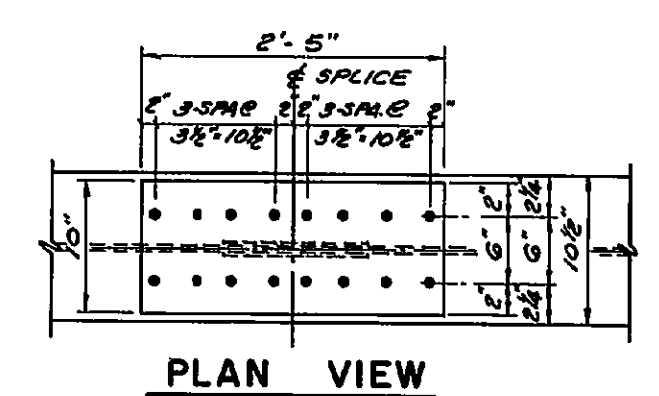 2'-5"
℄ SPLICE
2" 3-SPA@ 2" 2" 3-SPA.@ 2"
3½"=10½" 3½"=10½"
10"
2" 6" 2"
2¼" 6" 2¼"
10½"
PLAN VIEW